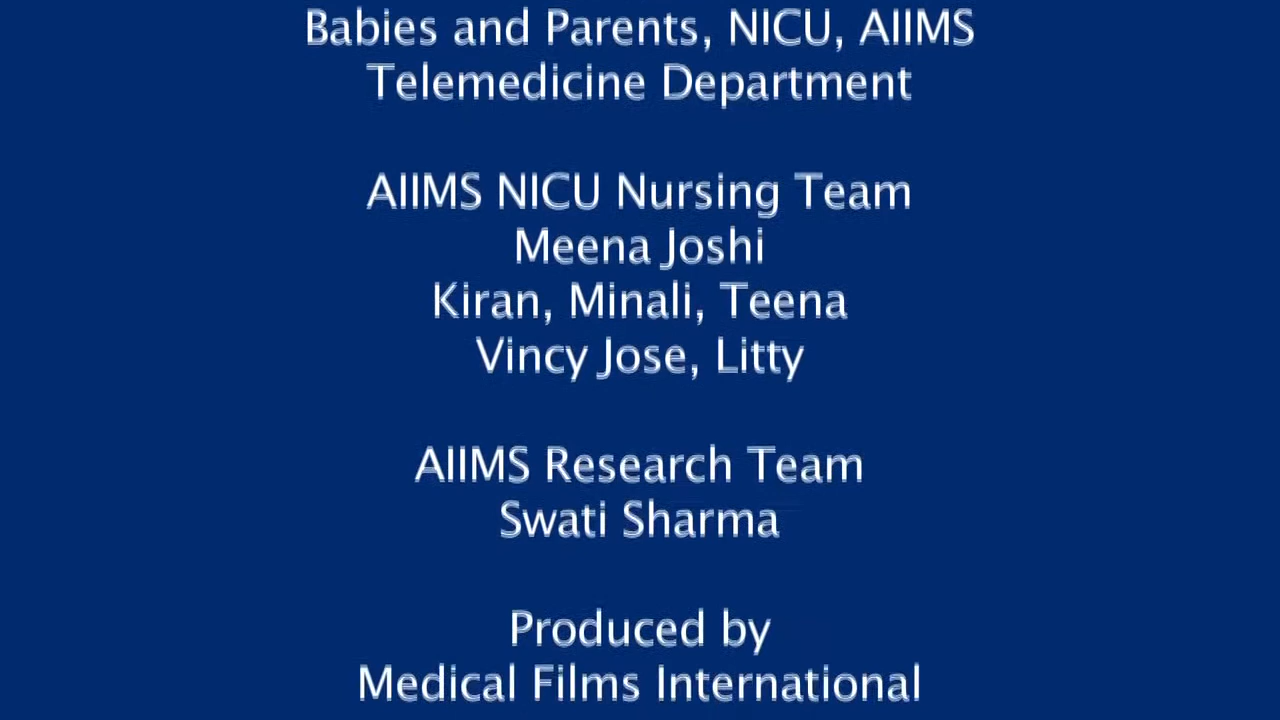 Babies and Parents, NICU, AIIMS
Telemedicine Department
AIIMS NICU Nursing Team
Meena Joshi
Kiran, Minali, Teena
Vincy Jose, Litty
AIIMS Research Team
Swati Sharma
Produced by
Medical Films International